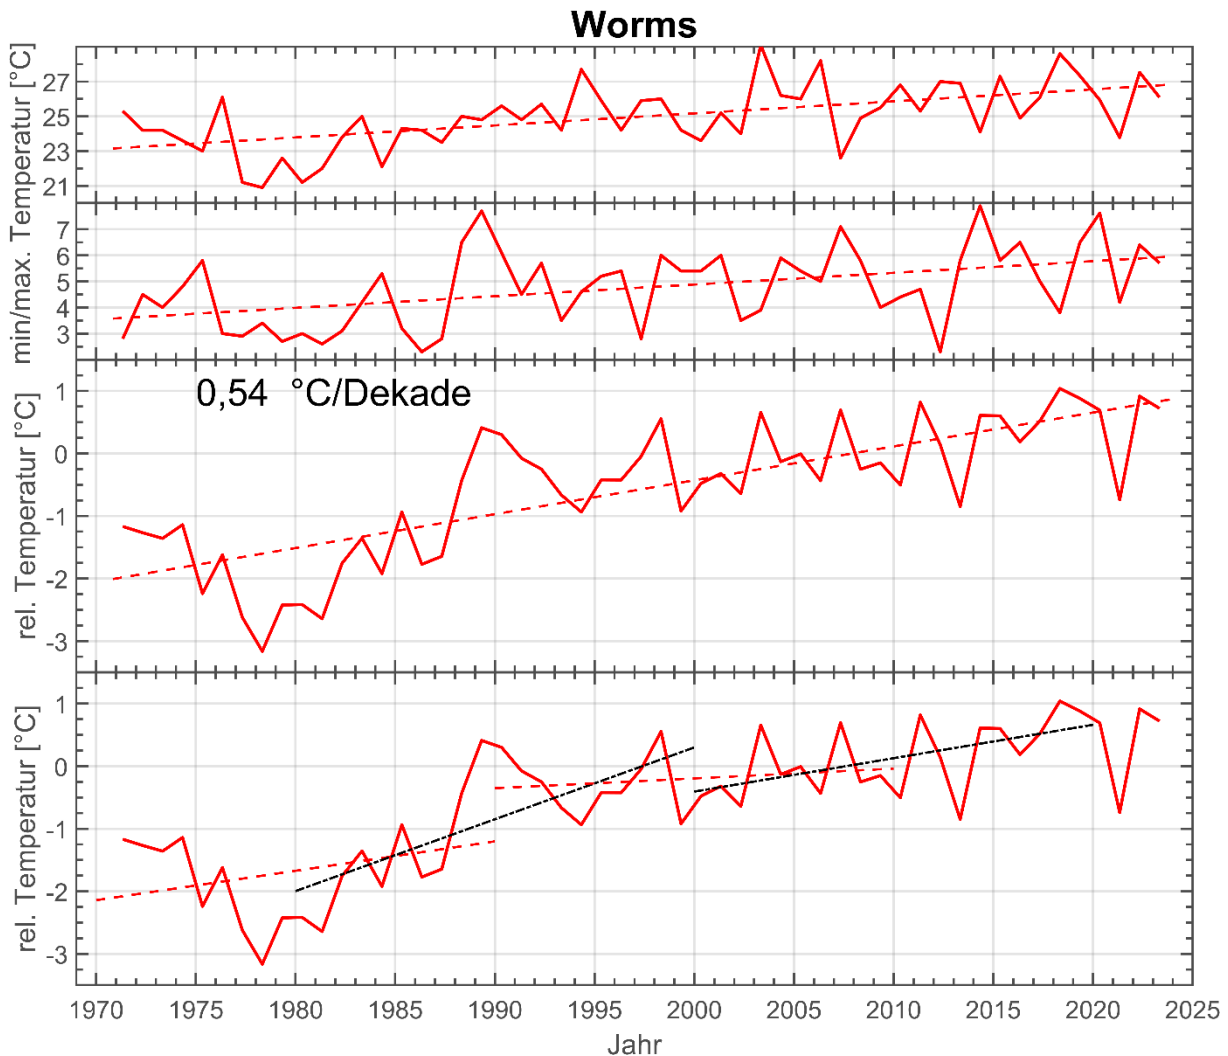 Worms
min/max. Temperatur [°C]
27
25
23
21
7
6
5
4
3
rel. Temperatur [°C]
0,54 °C/Dekade
1
0
-1
-2
-3
rel. Temperatur [°C]
1
0
-1
-2
-3
1970 1975 1980 1985 1990 1995 2000 2005 2010 2015 2020 2025
Jahr